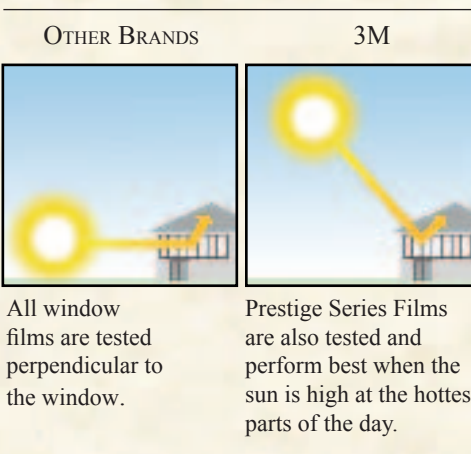 OTHER BRANDS
3M
All window
films are tested
perpendicular to
the window.
Prestige Series Films
are also tested and
perform best when the
sun is high at the hottes
parts of the day.